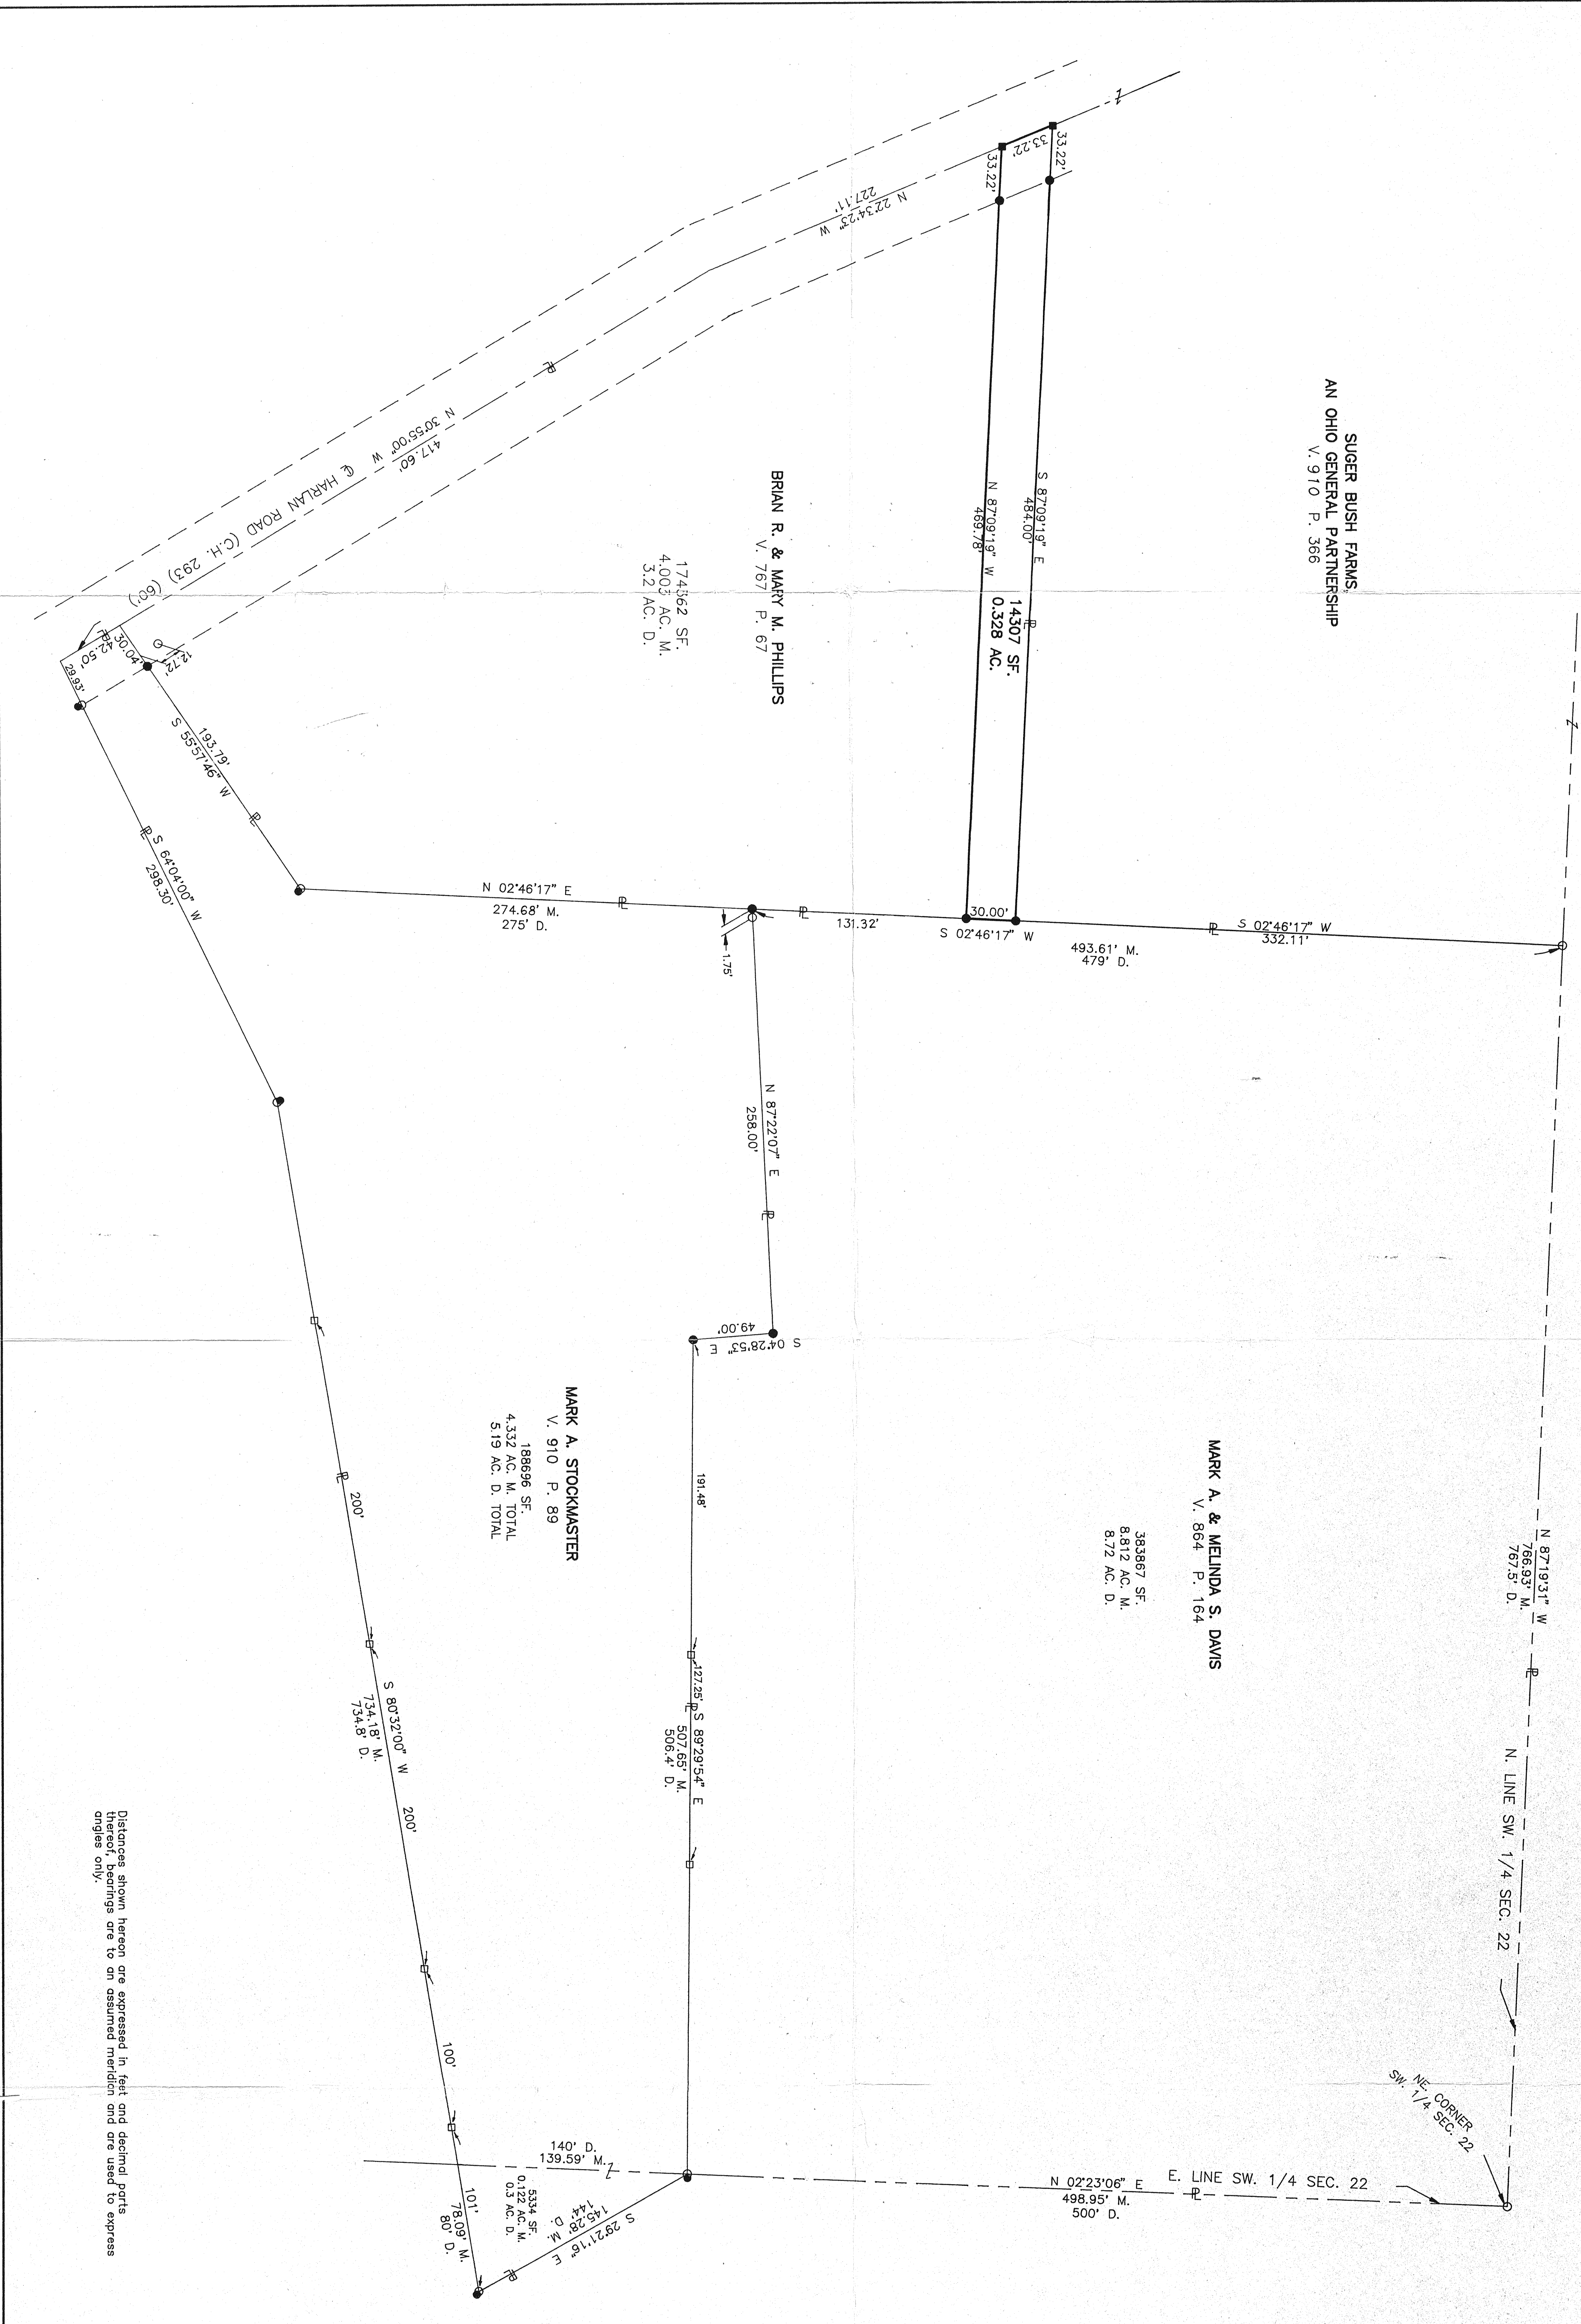 SUGER BUSH FARMS,
AN OHIO GENERAL PARTNERSHIP
V. 910 P. 366
33.22'
33.22'
33.22'
N 22°34'23" W
227.11'
S 87°09'19" E
484.00'
14307 SF.
0.328 AC.
N 87°09'19" W
469.78'
BRIAN R. & MARY M. PHILLIPS
V. 767 P. 67
174362 SF.
4.003 AC. M.
3.2 AC. D.
N 30°55'00" W
417.60'
HARLAN ROAD (C.H. 293) (60')
42.50'
30.04'
12.72'
29.93'
193.79'
S 55°57'46" W
S 64°04'00" W
298.30'
N 02°46'17" E
274.68' M.
275' D.
1.75'
131.32'
30.00'
S 02°46'17" W
493.61' M.
479' D.
S 02°46'17" W
332.11'
N 87°22'07" E
258.00'
S 04°28'53" E
49.00'
MARK A. & MELINDA S. DAVIS
V. 864 P. 164
383867 SF.
8.812 AC. M.
8.72 AC. D.
N 87°19'31" W
766.93' M.
767.5' D.
N. LINE SW. 1/4 SEC. 22
NE. CORNER
SW. 1/4 SEC. 22
E. LINE SW. 1/4 SEC. 22
N 02°23'06" E
498.95' M.
500' D.
191.48'
127.25'
S 89°29'54" E
507.65' M.
506.4' D.
MARK A. STOCKMASTER
V. 910 P. 89
188696 SF.
4.332 AC. M. TOTAL
5.19 AC. D. TOTAL
200'
S 80°32'00" W
734.18' M.
734.8' D.
200'
100'
101'
78.09' M.
80' D.
140' D.
139.59' M.
5334 SF.
0.122 AC. M.
0.3 AC. D.
S 29°21'16" E
145.28' M.
144' D.
Distances shown hereon are expressed in feet and decimal parts
thereof, bearings are to an assumed meridian and are used to express
angles only.